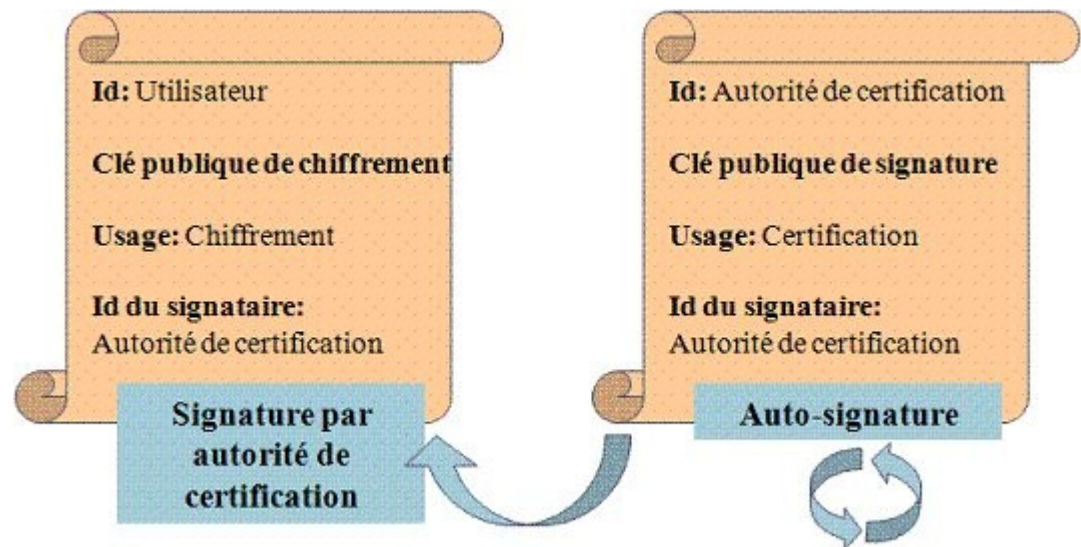 Id: Utilisateur
Clé publique de chiffrement
Usage: Chiffrement
Id du signataire:
Autorité de certification
Signature par
autorité de
certification
Id: Autorité de certification
Clé publique de signature
Usage: Certification
Id du signataire:
Autorité de certification
Auto-signature